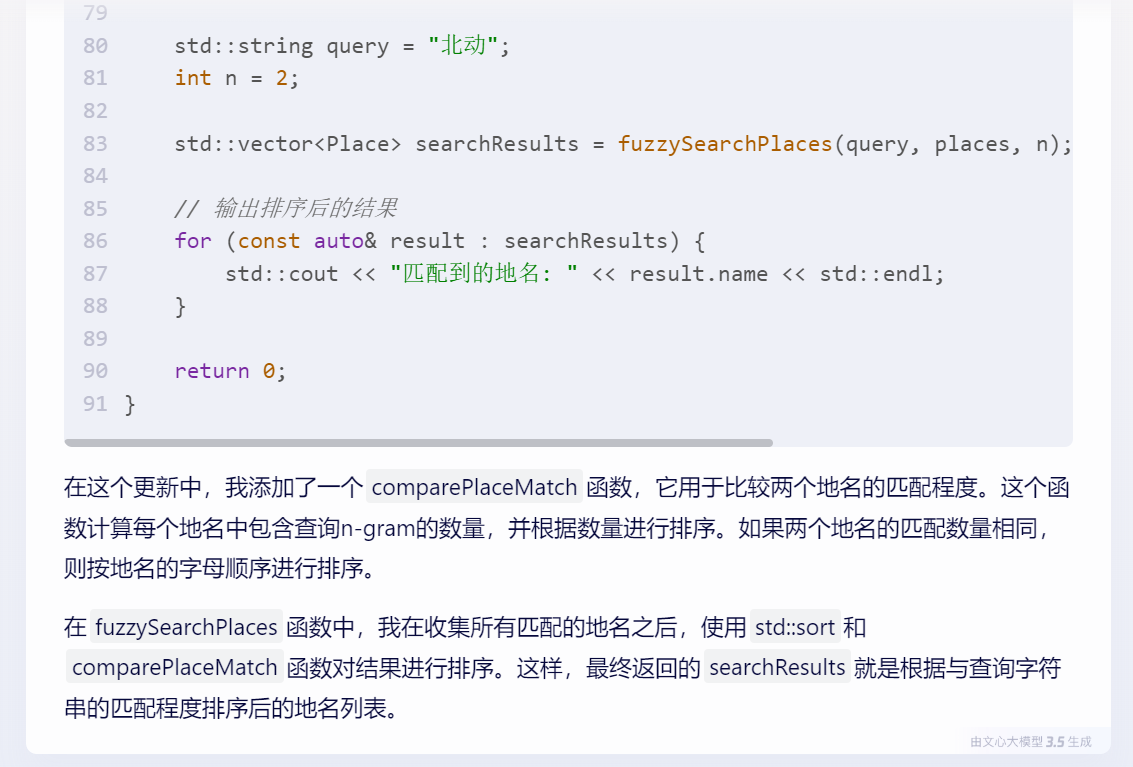 79
80 std::string query = "北动";
81 int n = 2;
82
83 std::vector<Place> searchResults = fuzzySearchPlaces(query, places, n);
84
85 // 输出排序后的结果
86 for (const auto& result : searchResults) {
87 std::cout << "匹配到的地名: " << result.name << std::endl;
88 }
89
90 return 0;
91 }
在这个更新中，我添加了一个 comparePlaceMatch 函数，它用于比较两个地名的匹配程度。这个函
数计算每个地名中包含查询n-gram的数量，并根据数量进行排序。如果两个地名的匹配数量相同，
则按地名的字母顺序进行排序。
在 fuzzySearchPlaces 函数中，我在收集所有匹配的地名之后，使用 std::sort 和
comparePlaceMatch 函数对结果进行排序。这样，最终返回的 searchResults 就是根据与查询字符
串的匹配程度排序后的地名列表。
由文心大模型 3.5 生成